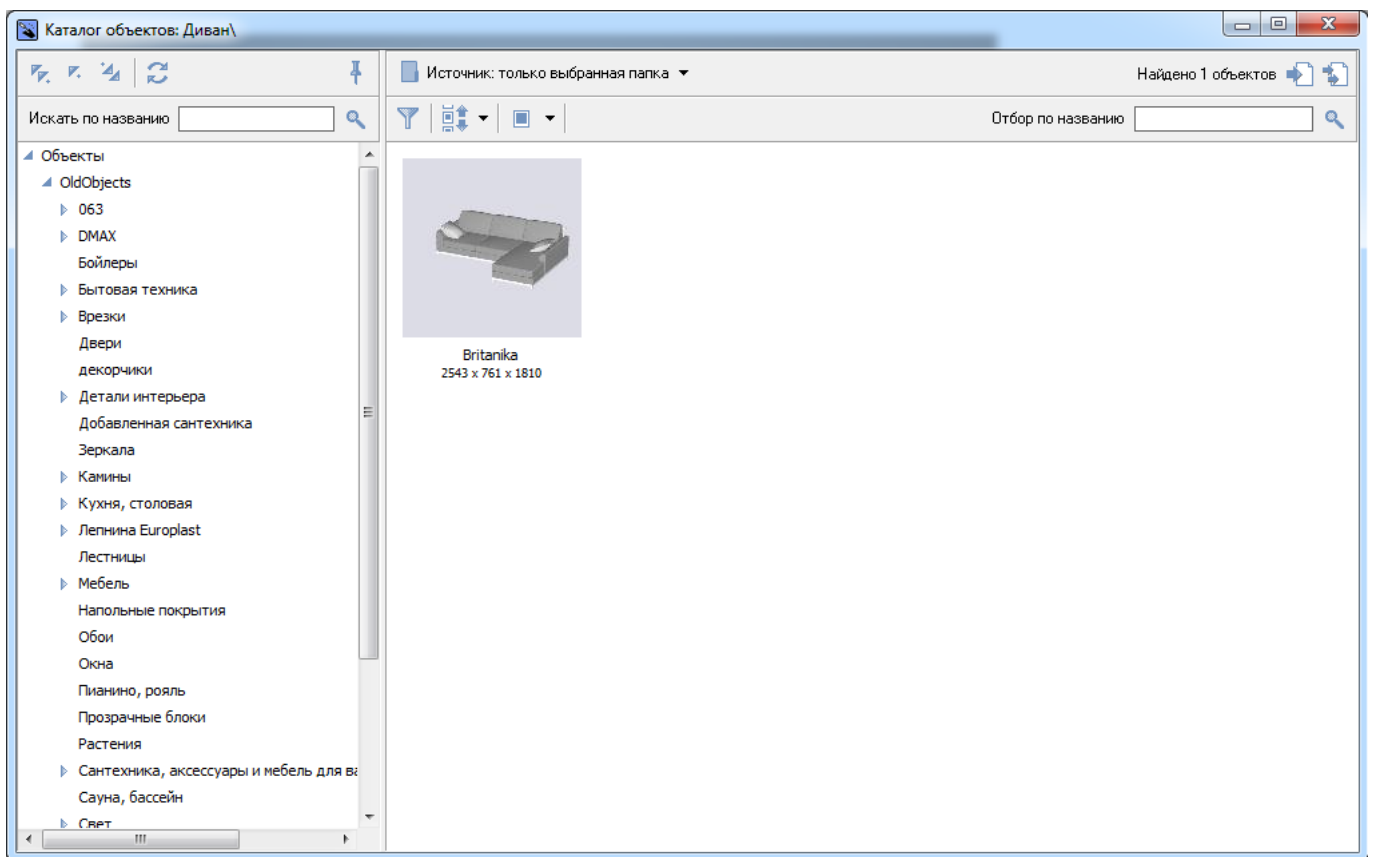 Каталог объектов: Диван\
Источник: только выбранная папка
Найдено 1 объектов
Искать по названию
Отбор по названию
Объекты
OldObjects
063
DMAX
Бойлеры
Бытовая техника
Врезки
Двери
декорчики
Детали интерьера
Добавленная сантехника
Зеркала
Камины
Кухня, столовая
Лепнина Europlast
Лестницы
Мебель
Напольные покрытия
Обои
Окна
Пианино, рояль
Прозрачные блоки
Растения
Сантехника, аксессуары и мебель для ва
Сауна, бассейн
Свет
Britanika
2543 x 761 x 1810